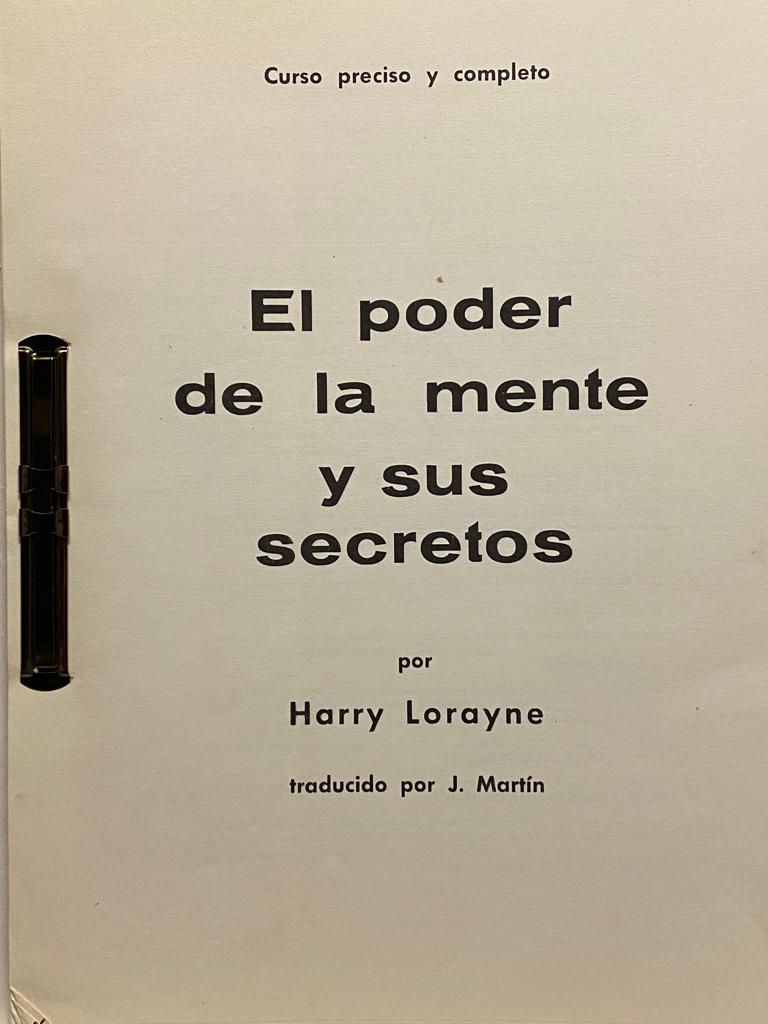 Curso preciso y completo
El poder
de la mente
y sus
secretos
por
Harry Lorayne
traducido por J. Martín